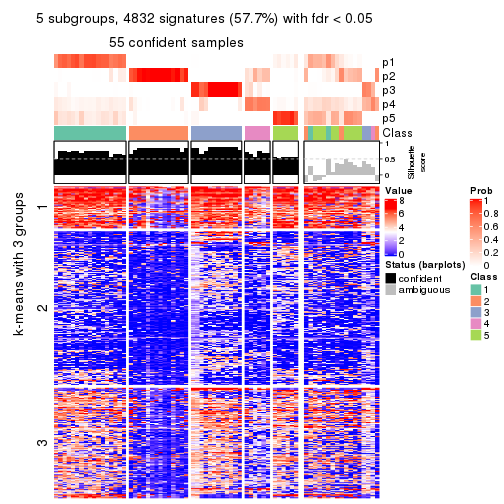 5 subgroups, 4832 signatures (57.7%) with fdr < 0.05
55 confident samples
p1
p2
p3
p4
p5
Class
1
0.5
0
Silhouette
score
k-means with 3 groups
1
2
3
Value
8
6
4
2
0
Status (barplots)
confident
ambiguous
Prob
1
0.8
0.6
0.4
0.2
0
Class
1
2
3
4
5